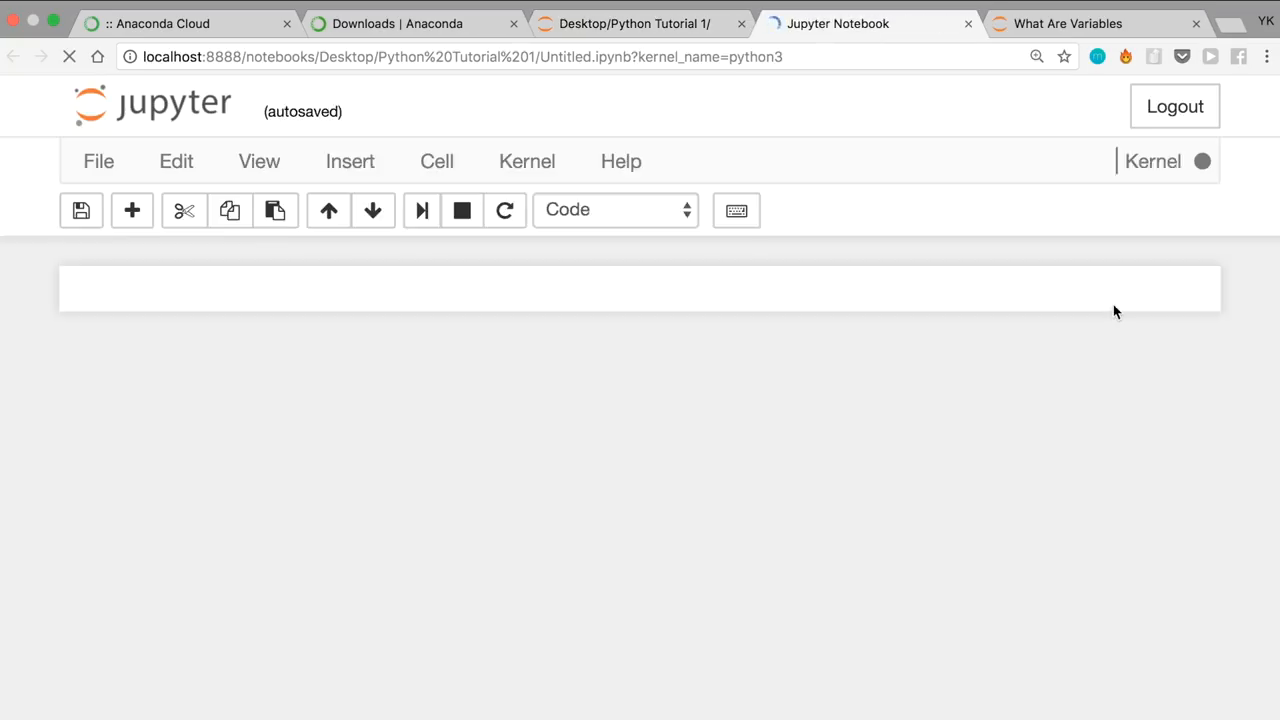 :: Anaconda Cloud
Downloads | Anaconda
Desktop/Python Tutorial 1/
Jupyter Notebook
What Are Variables
YK
localhost:8888/notebooks/Desktop/Python%20Tutorial%201/Untitled.ipynb?kernel_name=python3
jupyter (autosaved)
Logout
File Edit View Insert Cell Kernel Help
Kernel
Code